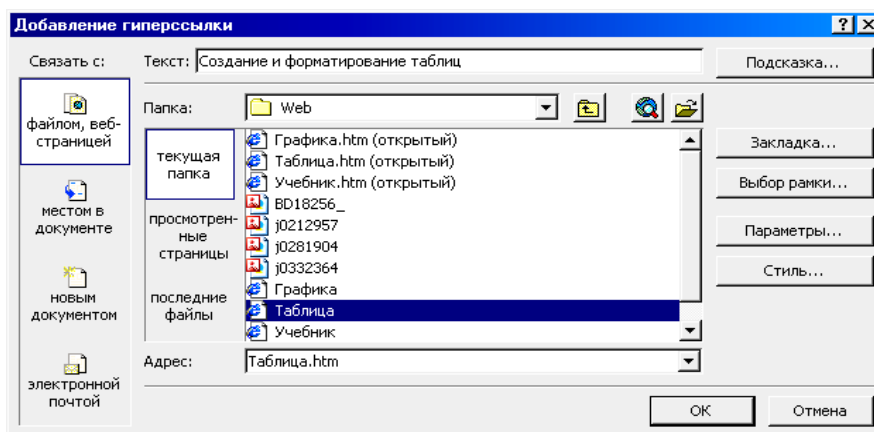 Добавление гиперссылки
Связать с:
Текст: Создание и форматирование таблиц
Подсказка...
файлом, веб-
страницей
Папка: Web
текущая
папка
Графика.htm (открытый)
Таблица.htm (открытый)
Учебник.htm (открытый)
Закладка...
Выбор рамки...
местом в
документе
просмотрен-
ные
страницы
BD18256_
j0212957
j0281904
j0332364
Параметры...
Стиль...
новым
документом
последние
файлы
Графика
Таблица
Учебник
электронной
почтой
Адрес: Таблица.htm
ОК
Отмена